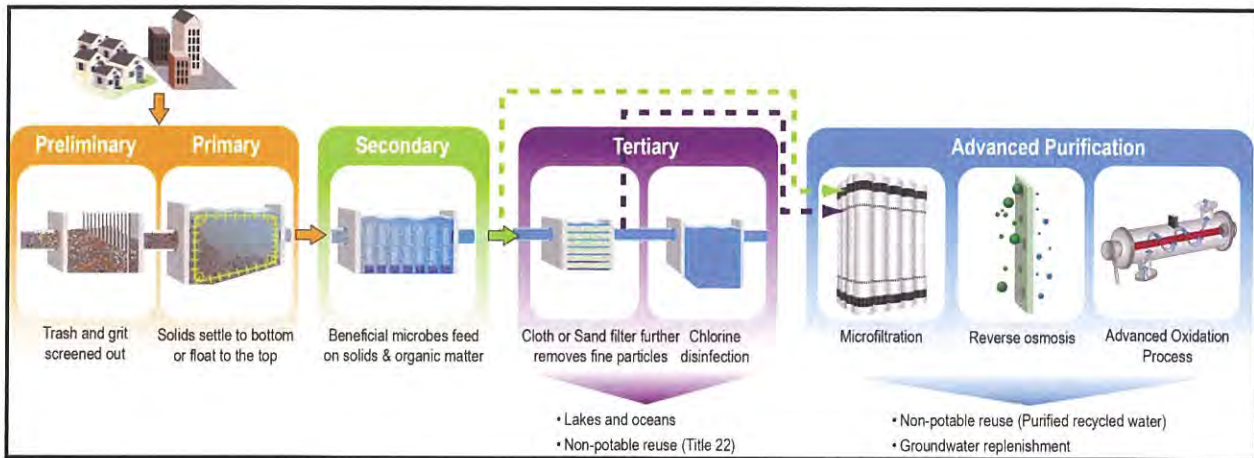 Preliminary
Primary
Secondary
Tertiary
Advanced Purification
Trash and grit
screened out
Solids settle to bottom
or float to the top
Beneficial microbes feed
on solids & organic matter
Cloth or Sand filter further
removes fine particles
Chlorine
disinfection
Microfiltration
Reverse osmosis
Advanced Oxidation
Process
• Lakes and oceans
• Non-potable reuse (Title 22)
• Non-potable reuse (Purified recycled water)
• Groundwater replenishment